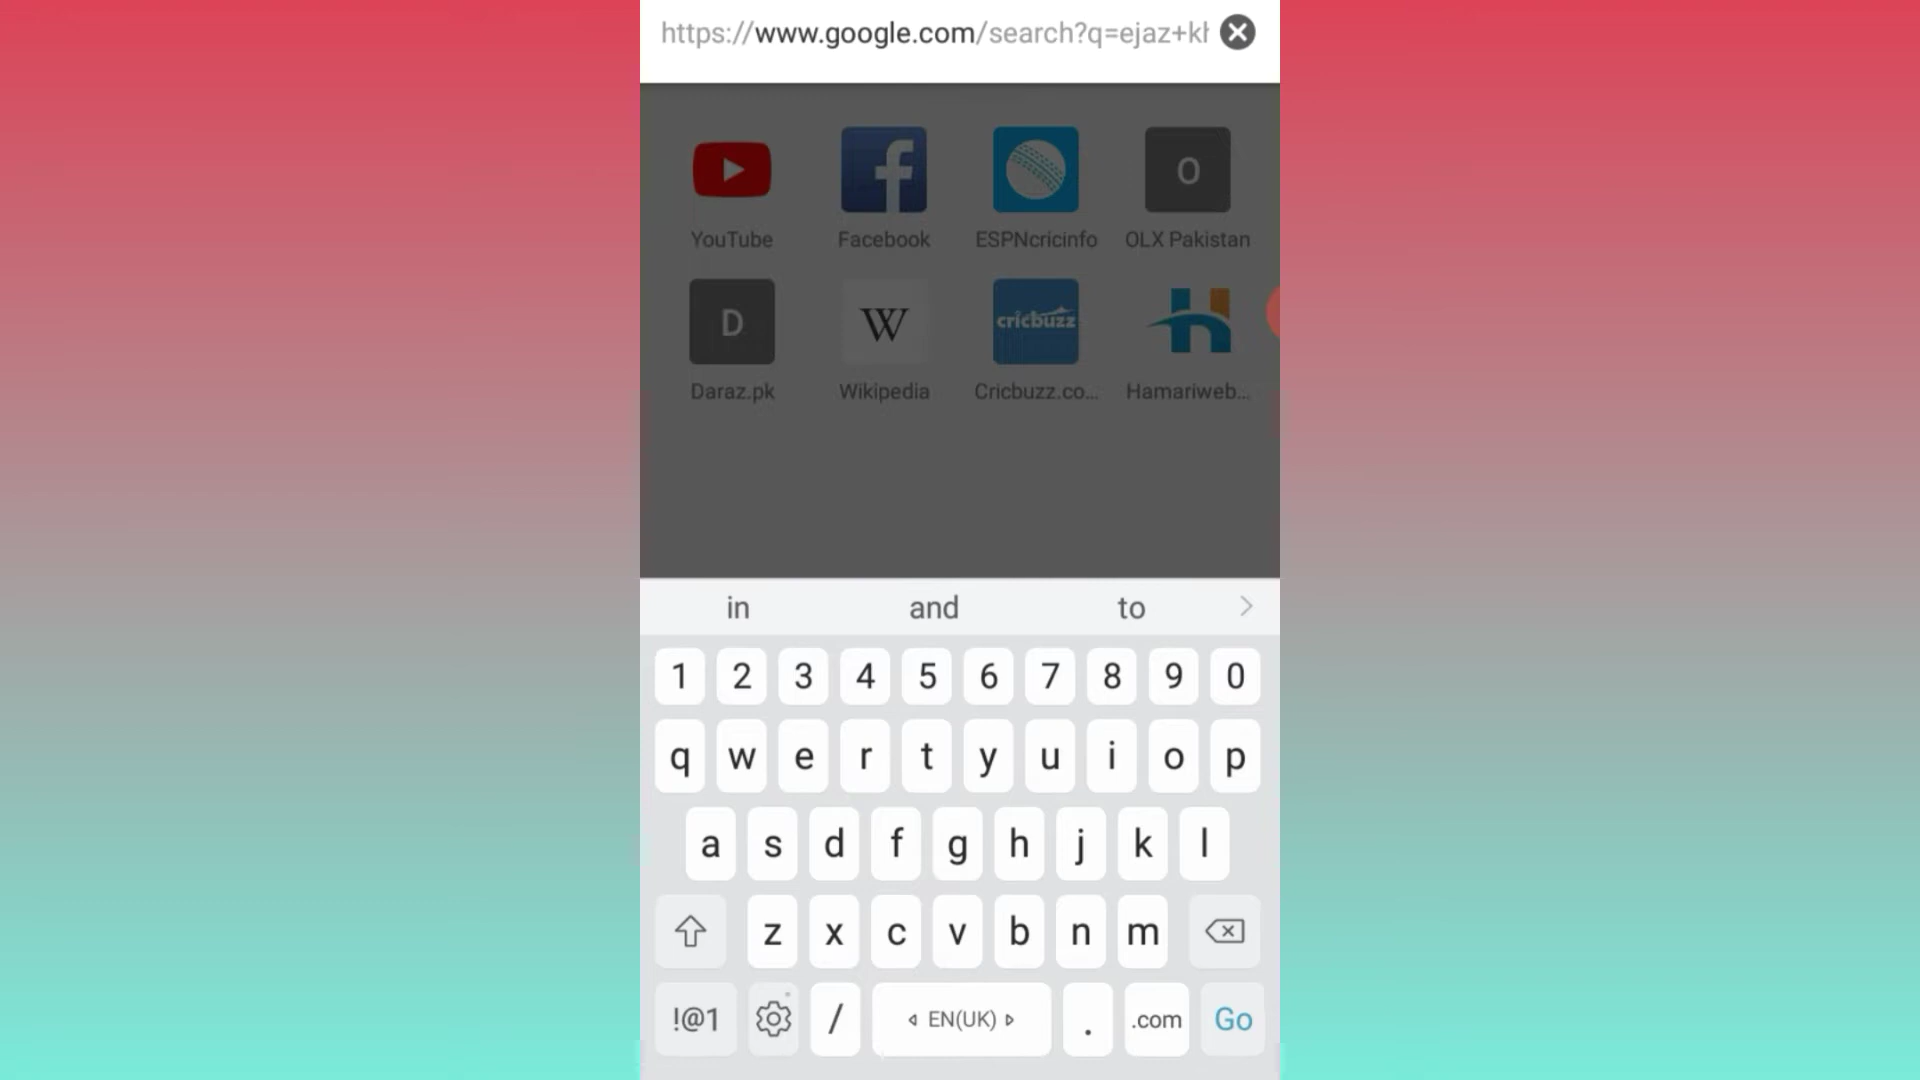 https://www.google.com/search?q=ejaz+kh
O
YouTube Facebook ESPNcricinfo OLX Pakistan
D W cricbuzz
Daraz.pk Wikipedia Cricbuzz.co... Hamariweb...
in and to
1 2 3 4 5 6 7 8 9 0
q w e r t y u i o p
a s d f g h j k l
z x c v b n m
!@1 / EN(UK) . .com Go